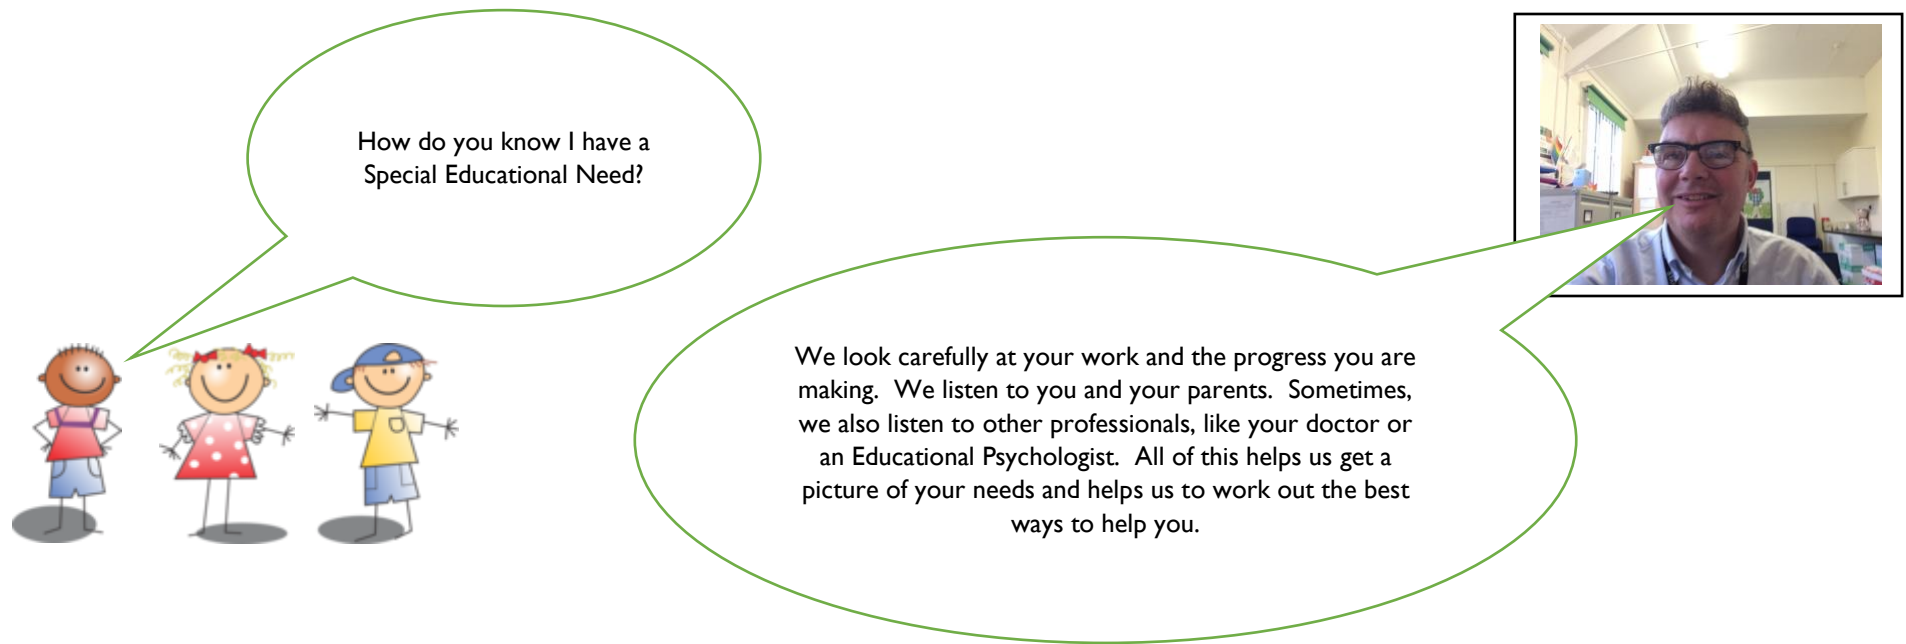 How do you know I have a
Special Educational Need?
We look carefully at your work and the progress you are
making.  We listen to you and your parents.  Sometimes,
we also listen to other professionals, like your doctor or
an Educational Psychologist.  All of this helps us get a
picture of your needs and helps us to work out the best
ways to help you.